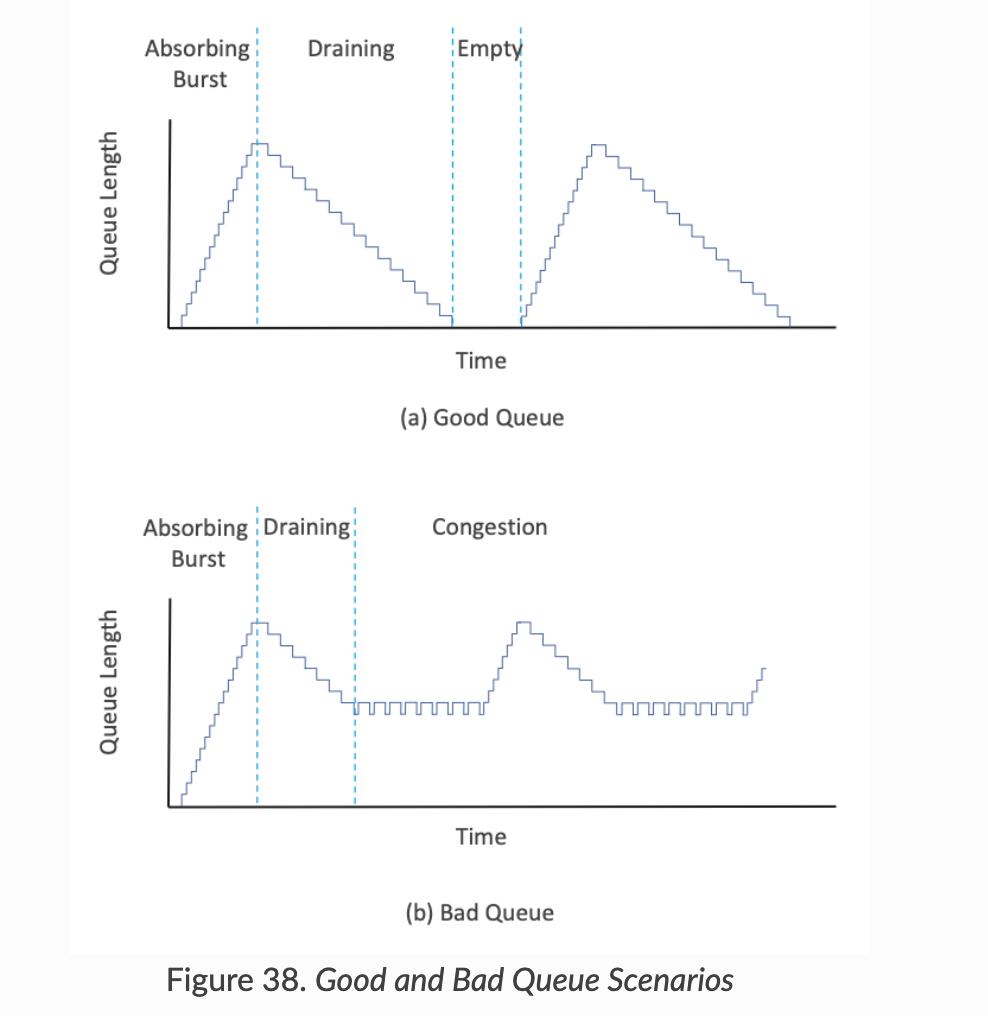 Absorbing
Burst
Draining
Empty
Queue Length
Time
(a) Good Queue
Absorbing
Burst
Draining
Congestion
Queue Length
Time
(b) Bad Queue
Figure 38. Good and Bad Queue Scenarios